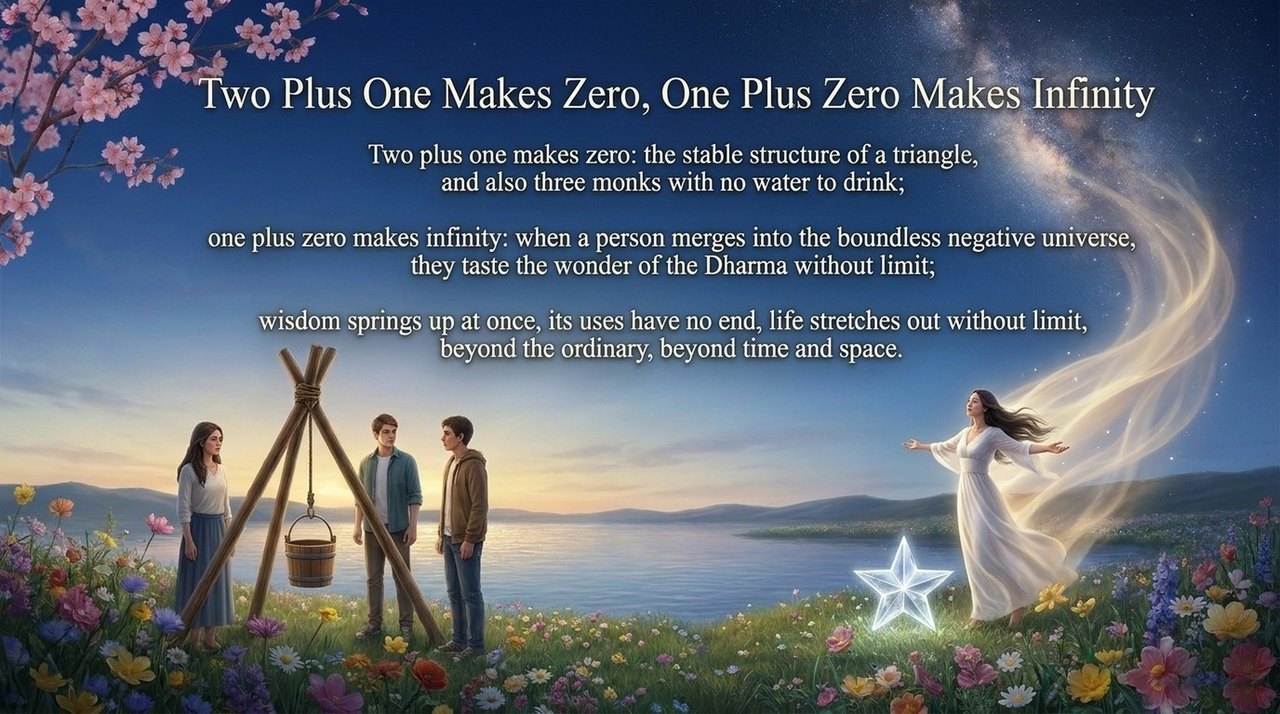 Two Plus One Makes Zero, One Plus Zero Makes Infinity
Two plus one makes zero: the stable structure of a triangle,
and also three monks with no water to drink;
one plus zero makes infinity: when a person merges into the boundless negative universe,
they taste the wonder of the Dharma without limit;
wisdom springs up at once, its uses have no end, life stretches out without limit,
beyond the ordinary, beyond time and space.